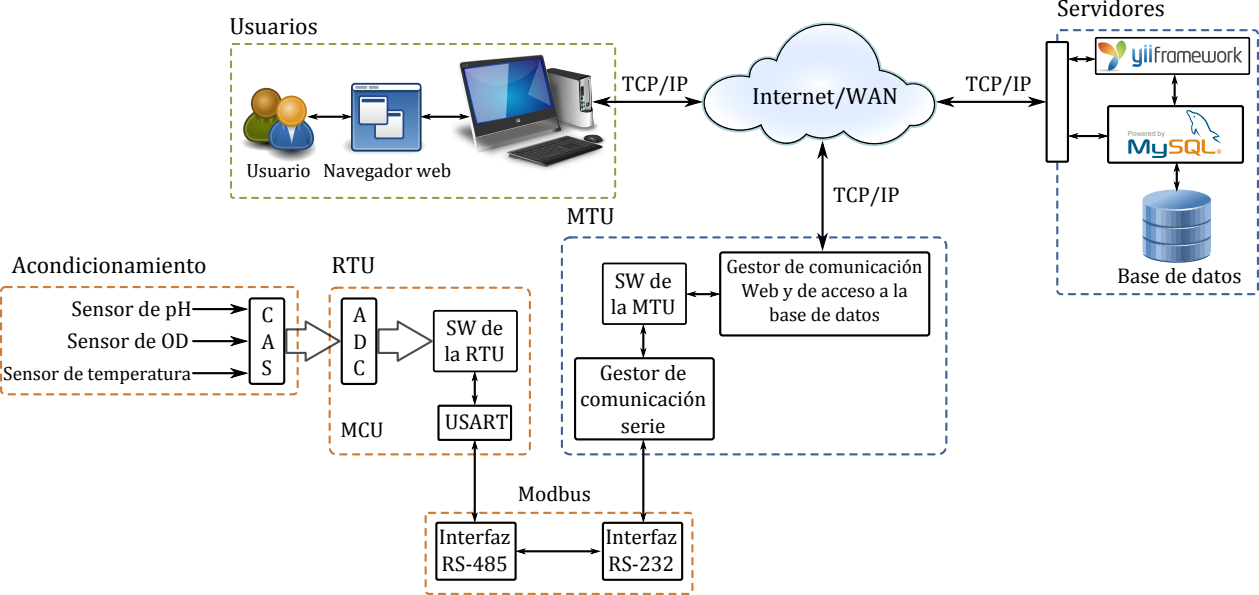 Usuarios
Usuario
Navegador web
TCP/IP
Internet/WAN
TCP/IP
Servidores
yiiframework
Powered by
MySQL®
Base de datos
TCP/IP
MTU
SW de
la MTU
Gestor de comunicación
Web y de acceso a la
base de datos
Gestor de
comunicación
serie
Acondicionamiento
Sensor de pH
Sensor de OD
Sensor de temperatura
C
A
S
RTU
A
D
C
SW de
la RTU
USART
MCU
Modbus
Interfaz
RS-485
Interfaz
RS-232